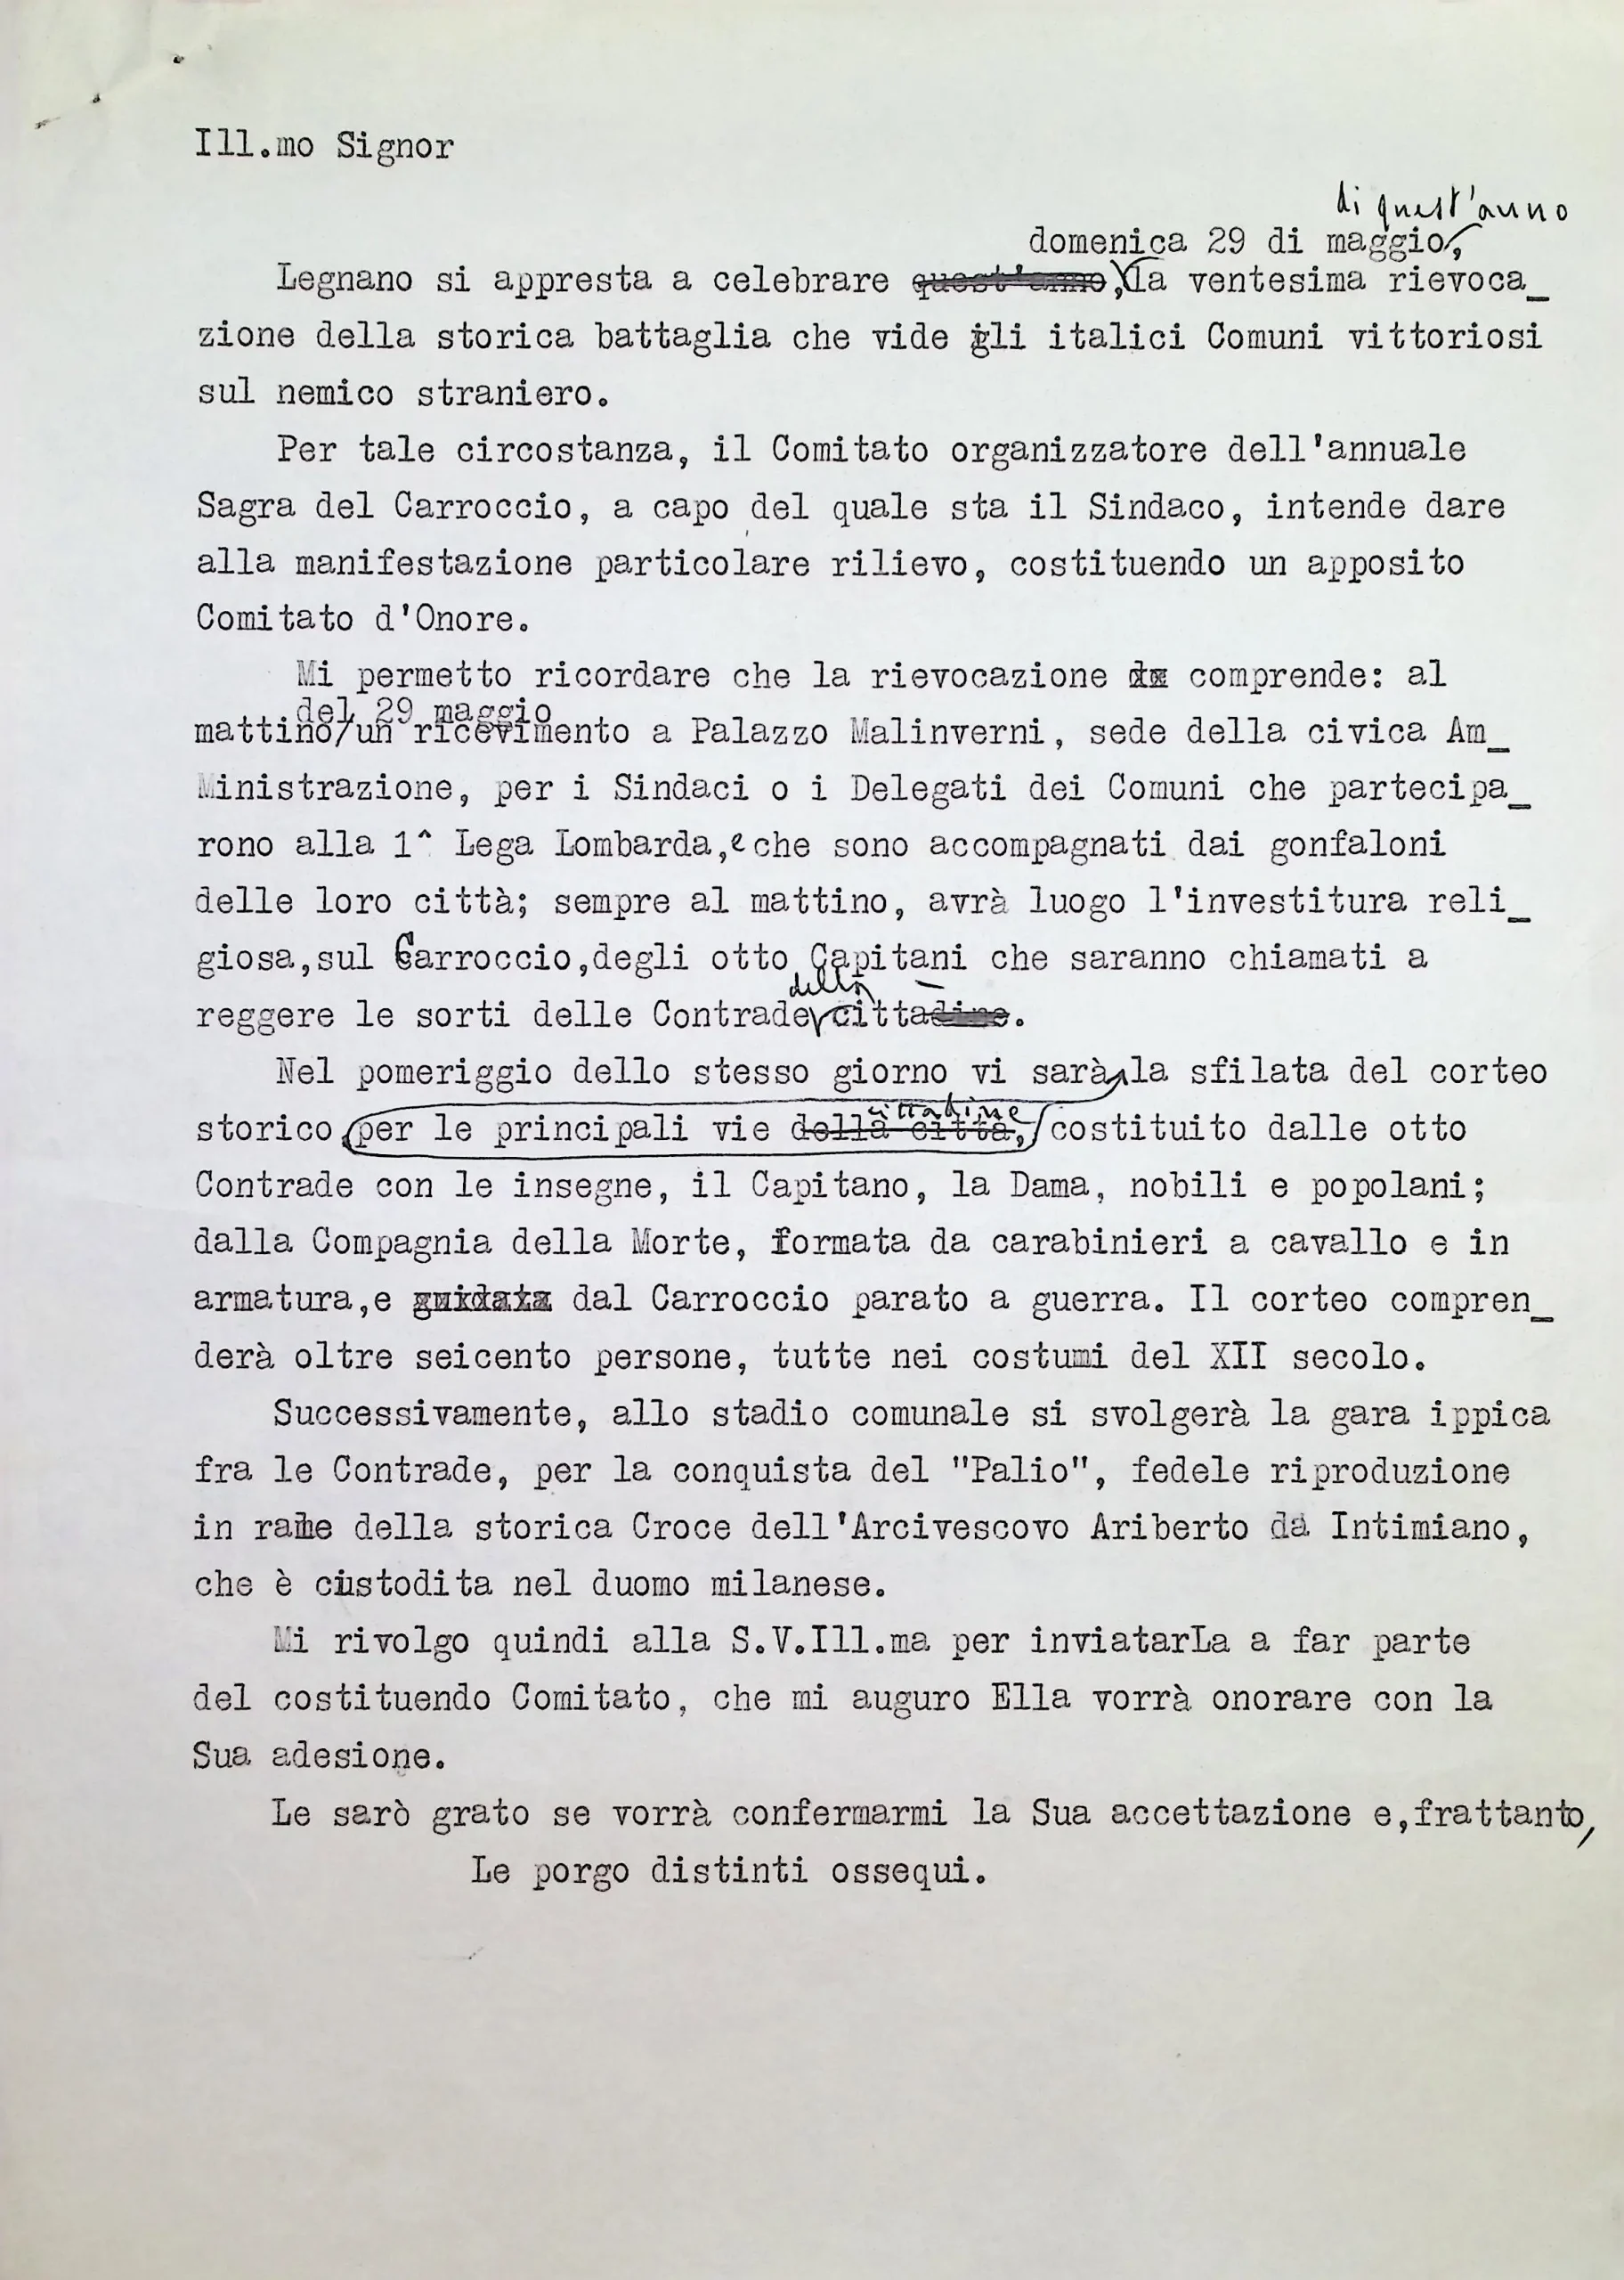 Ill.mo Signor
di quest'anno
domenica 29 di maggio,
Legnano si appresta a celebrare quest'anno, la ventesima rievoca_
zione della storica battaglia che vide gli italici Comuni vittoriosi
sul nemico straniero.
Per tale circostanza, il Comitato organizzatore dell'annuale
Sagra del Carroccio, a capo del quale sta il Sindaco, intende dare
alla manifestazione particolare rilievo, costituendo un apposito
Comitato d'Onore.
Mi permetto ricordare che la rievocazione comprende: al
del 29 maggio
mattino/un ricevimento a Palazzo Malinverni, sede della civica Am_
Ministrazione, per i Sindaci o i Delegati dei Comuni che partecipa_
rono alla 1^ Lega Lombarda, e che sono accompagnati dai gonfaloni
delle loro città; sempre al mattino, avrà luogo l'investitura reli_
giosa,sul Carroccio,degli otto Capitani che saranno chiamati a
della
reggere le sorti delle Contrade cittadine.
Nel pomeriggio dello stesso giorno vi sarà la sfilata del corteo
cittadine
storico per le principali vie della città, costituito dalle otto
Contrade con le insegne, il Capitano, la Dama, nobili e popolani;
dalla Compagnia della Morte, formata da carabinieri a cavallo e in
armatura,e guidata dal Carroccio parato a guerra. Il corteo compren_
derà oltre seicento persone, tutte nei costumi del XII secolo.
Successivamente, allo stadio comunale si svolgerà la gara ippica
fra le Contrade, per la conquista del "Palio", fedele riproduzione
in rame della storica Croce dell'Arcivescovo Ariberto da Intimiano,
che è custodita nel duomo milanese.
Mi rivolgo quindi alla S.V.Ill.ma per inviatarLa a far parte
del costituendo Comitato, che mi auguro Ella vorrà onorare con la
Sua adesione.
Le sarò grato se vorrà confermarmi la Sua accettazione e,frattanto,
Le porgo distinti ossequi.